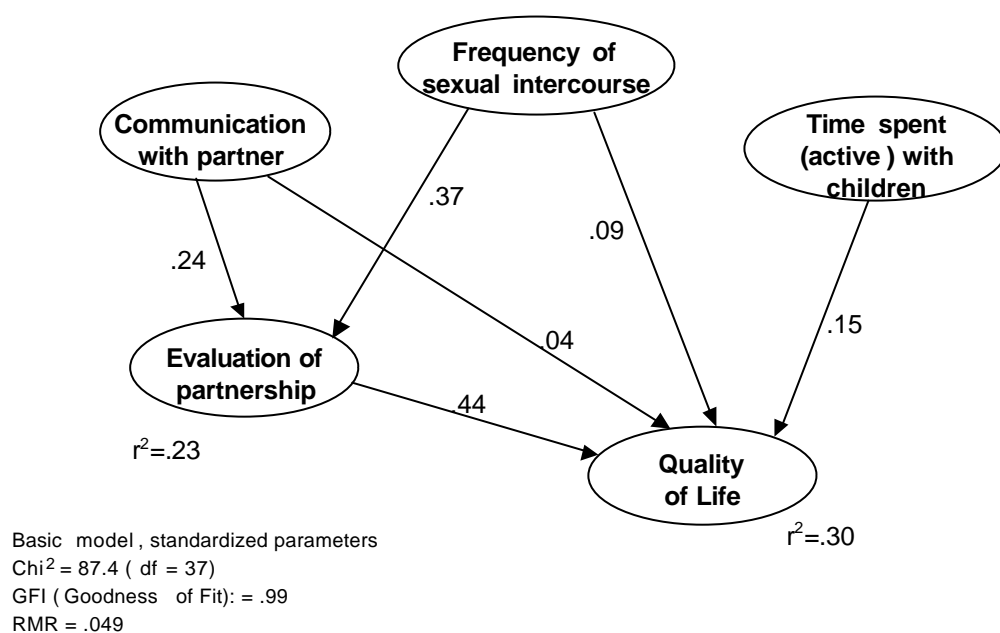 Frequency of
sexual intercourse
Communication
with partner
Time spent
(active) with
children
.37
.09
.24
.15
.04
Evaluation of
partnership
.44
r²=.23
Quality
of Life
r²=.30
Basic model, standardized parameters
Chi² = 87.4 ( df = 37)
GFI (Goodness of Fit): = .99
RMR = .049